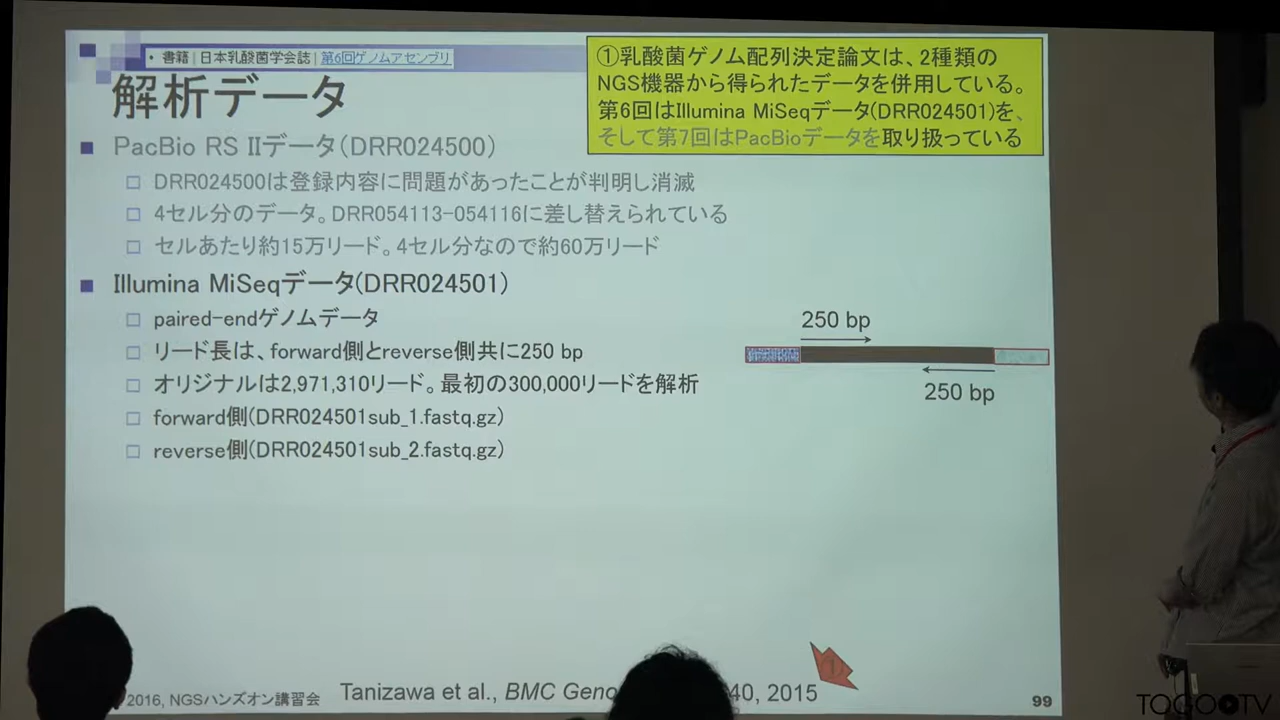 ・書籍 | 日本乳酸菌学会誌 | 第6回ゲノムアセンブリ
解析データ
①乳酸菌ゲノム配列決定論文は、2種類の
NGS機器から得られたデータを併用している。
第6回はIllumina MiSeqデータ(DRR024501)を、
そして第7回はPacBioデータを取り扱っている
PacBio RS IIデータ(DRR024500)
DRR024500は登録内容に問題があったことが判明し消滅
4セル分のデータ。DRR054113-054116に差し替えられている
セルあたり約15万リード。4セル分なので約60万リード
Illumina MiSeqデータ(DRR024501)
paired-endゲノムデータ
リード長は、forward側とreverse側共に250 bp
オリジナルは2,971,310リード。最初の300,000リードを解析
forward側(DRR024501sub_1.fastq.gz)
reverse側(DRR024501sub_2.fastq.gz)
250 bp
250 bp
①
2016, NGSハンズオン講習会
Tanizawa et al., BMC Geno 40, 2015
99
TOGOTV